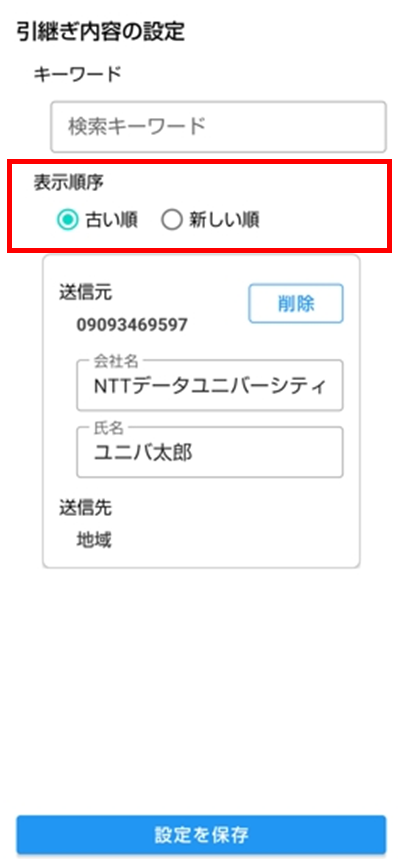 引継ぎ内容の設定
キーワード
検索キーワード
表示順序
古い順 新しい順
送信元 削除
09093469597
会社名
NTTデータユニバーシティ
氏名
ユニバ太郎
送信先
地域
設定を保存